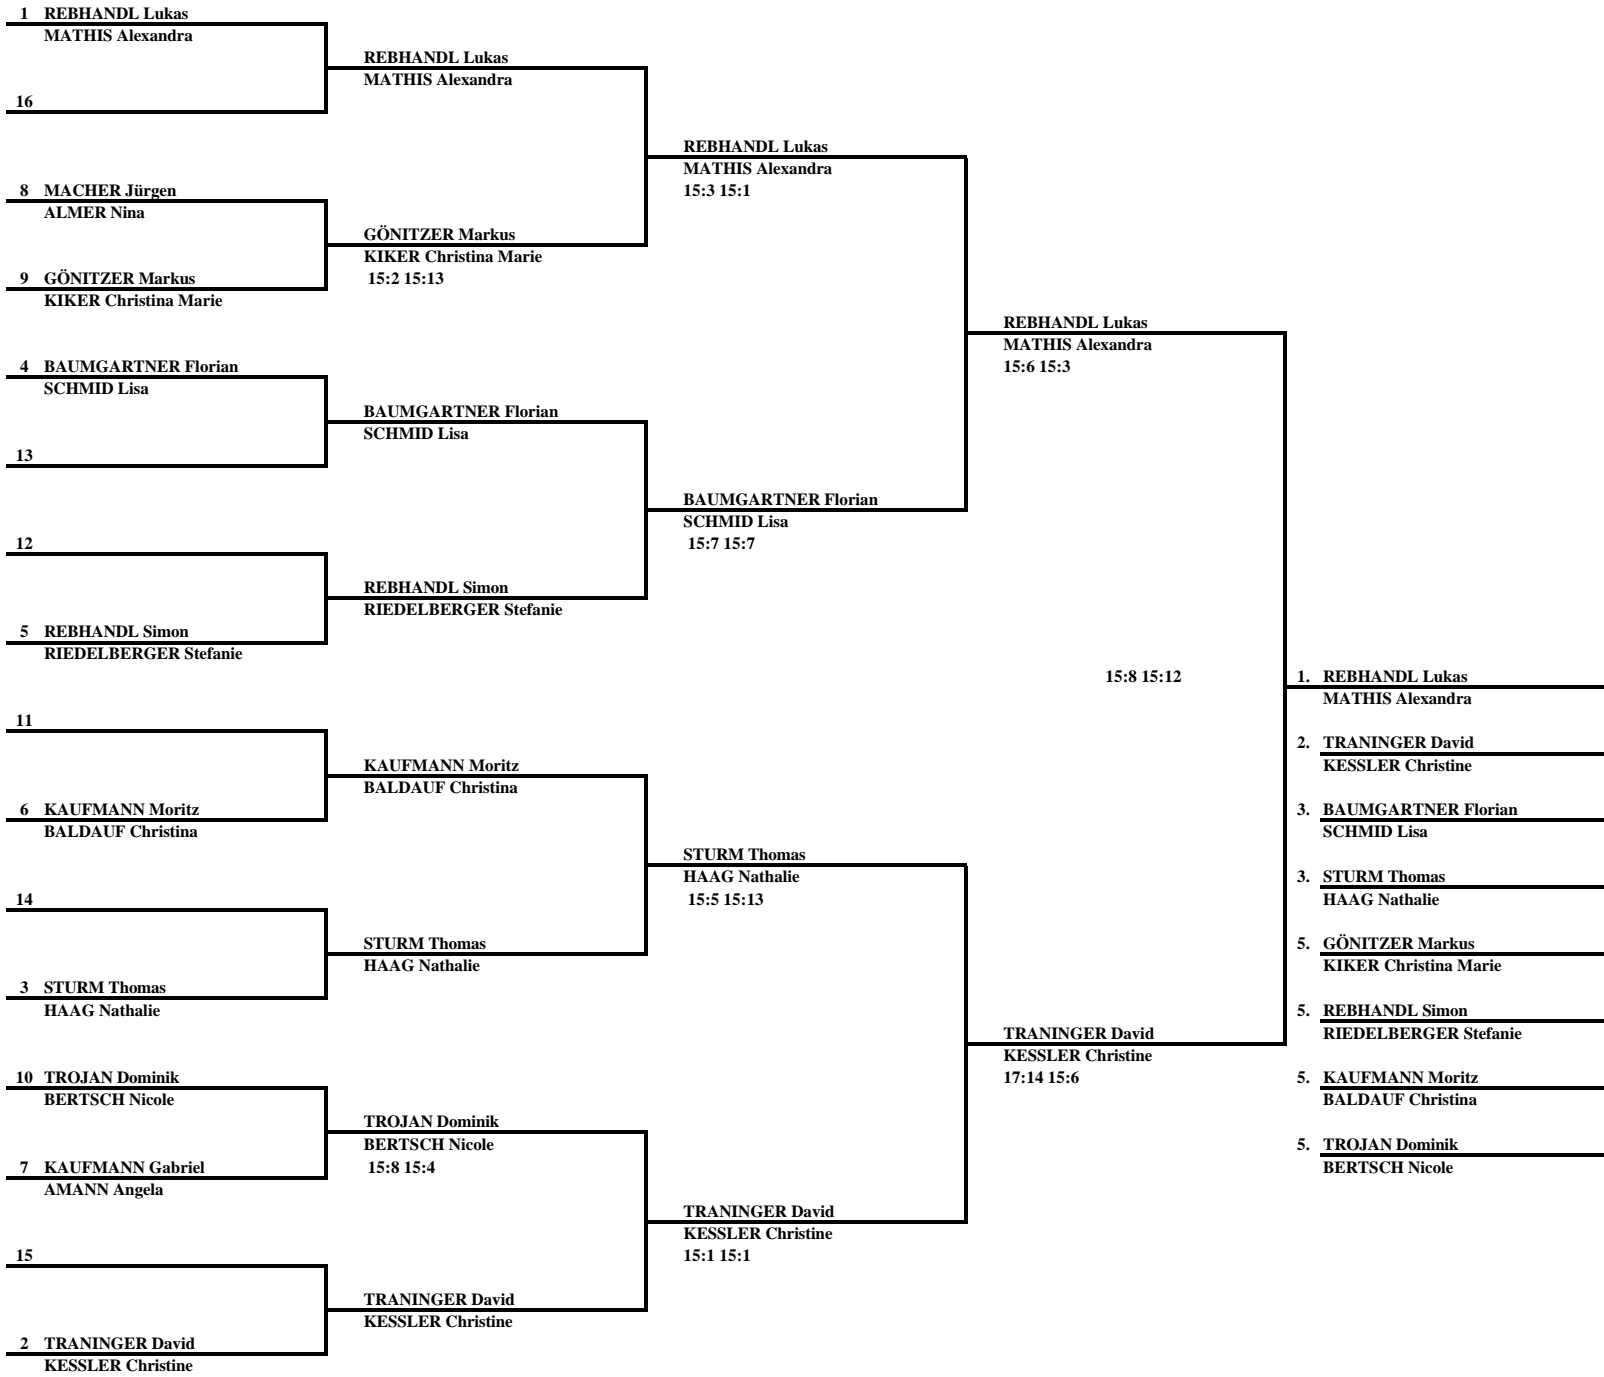 1 REBHANDL Lukas
MATHIS Alexandra
16
8 MACHER Jürgen
ALMER Nina
9 GÖNITZER Markus
KIKER Christina Marie
4 BAUMGARTNER Florian
SCHMID Lisa
13
12
5 REBHANDL Simon
RIEDELBERGER Stefanie
11
6 KAUFMANN Moritz
BALDAUF Christina
14
3 STURM Thomas
HAAG Nathalie
10 TROJAN Dominik
BERTSCH Nicole
7 KAUFMANN Gabriel
AMANN Angela
15
2 TRANINGER David
KESSLER Christine
REBHANDL Lukas
MATHIS Alexandra
GÖNITZER Markus
KIKER Christina Marie
15:2 15:13
BAUMGARTNER Florian
SCHMID Lisa
REBHANDL Simon
RIEDELBERGER Stefanie
KAUFMANN Moritz
BALDAUF Christina
STURM Thomas
HAAG Nathalie
TROJAN Dominik
BERTSCH Nicole
15:8 15:4
TRANINGER David
KESSLER Christine
REBHANDL Lukas
MATHIS Alexandra
15:3 15:1
BAUMGARTNER Florian
SCHMID Lisa
15:7 15:7
STURM Thomas
HAAG Nathalie
15:5 15:13
TRANINGER David
KESSLER Christine
15:1 15:1
REBHANDL Lukas
MATHIS Alexandra
15:6 15:3
15:8 15:12
TRANINGER David
KESSLER Christine
17:14 15:6
1. REBHANDL Lukas
MATHIS Alexandra
2. TRANINGER David
KESSLER Christine
3. BAUMGARTNER Florian
SCHMID Lisa
3. STURM Thomas
HAAG Nathalie
5. GÖNITZER Markus
KIKER Christina Marie
5. REBHANDL Simon
RIEDELBERGER Stefanie
5. KAUFMANN Moritz
BALDAUF Christina
5. TROJAN Dominik
BERTSCH Nicole